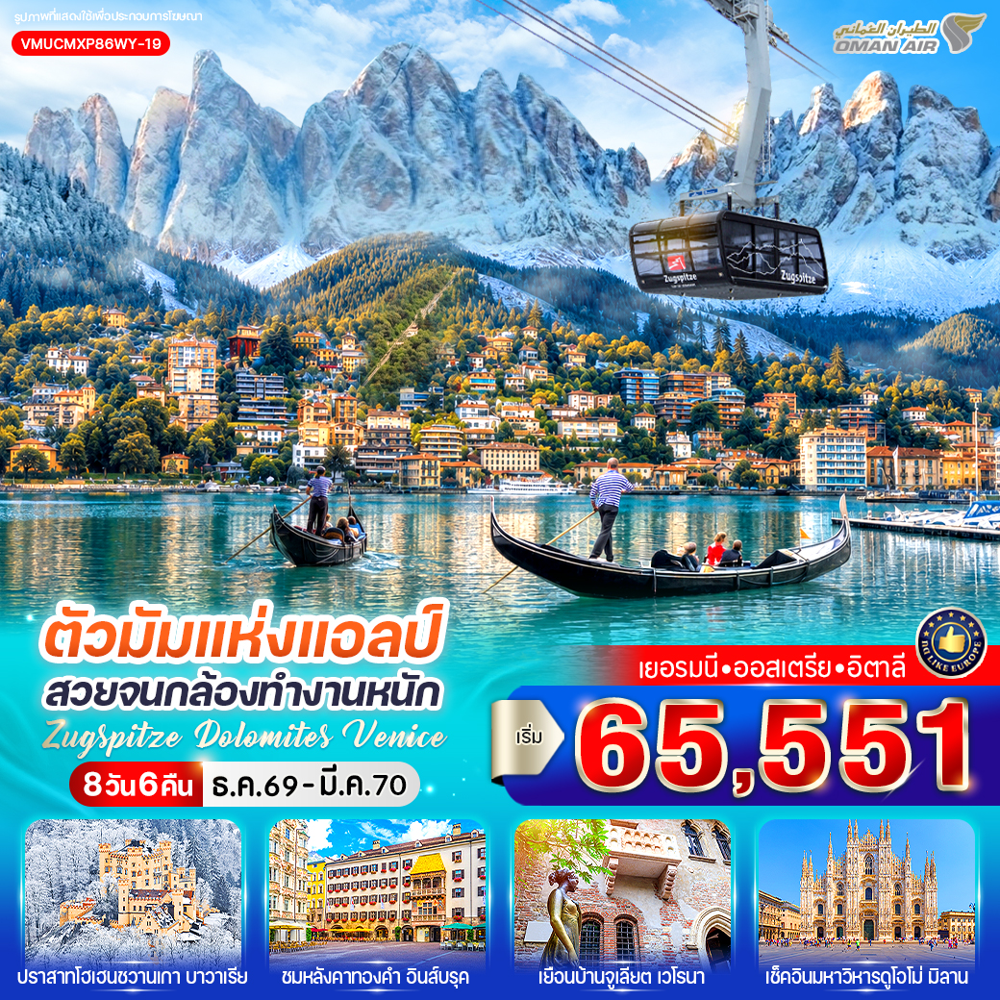 รูปภาพที่แสดงใช้เพื่อประกอบการโฆษณา
VMUCMXP86WY-19
الطيران العماني
OMAN AIR
Zugspitze
Zugspitze
ตัวมัมแห่งแอลป์
สวยจนกล้องทำงานหนัก
Zugspitze Dolomites Venice
8วัน6คืน ธ.ค.69-มี.ค.70
เยอรมนี•ออสเตรีย•อิตาลี
LIKE EUROPE
เริ่ม 65,551
ปราสาทโฮเฮนชวานเกา บาวาเรีย
ชมหลังคาทองคำ อินส์บรุค
เยือนบ้านจูเลียต เวโรนา
เช็คอินมหาวิหารดูโอโม่ มิลาน